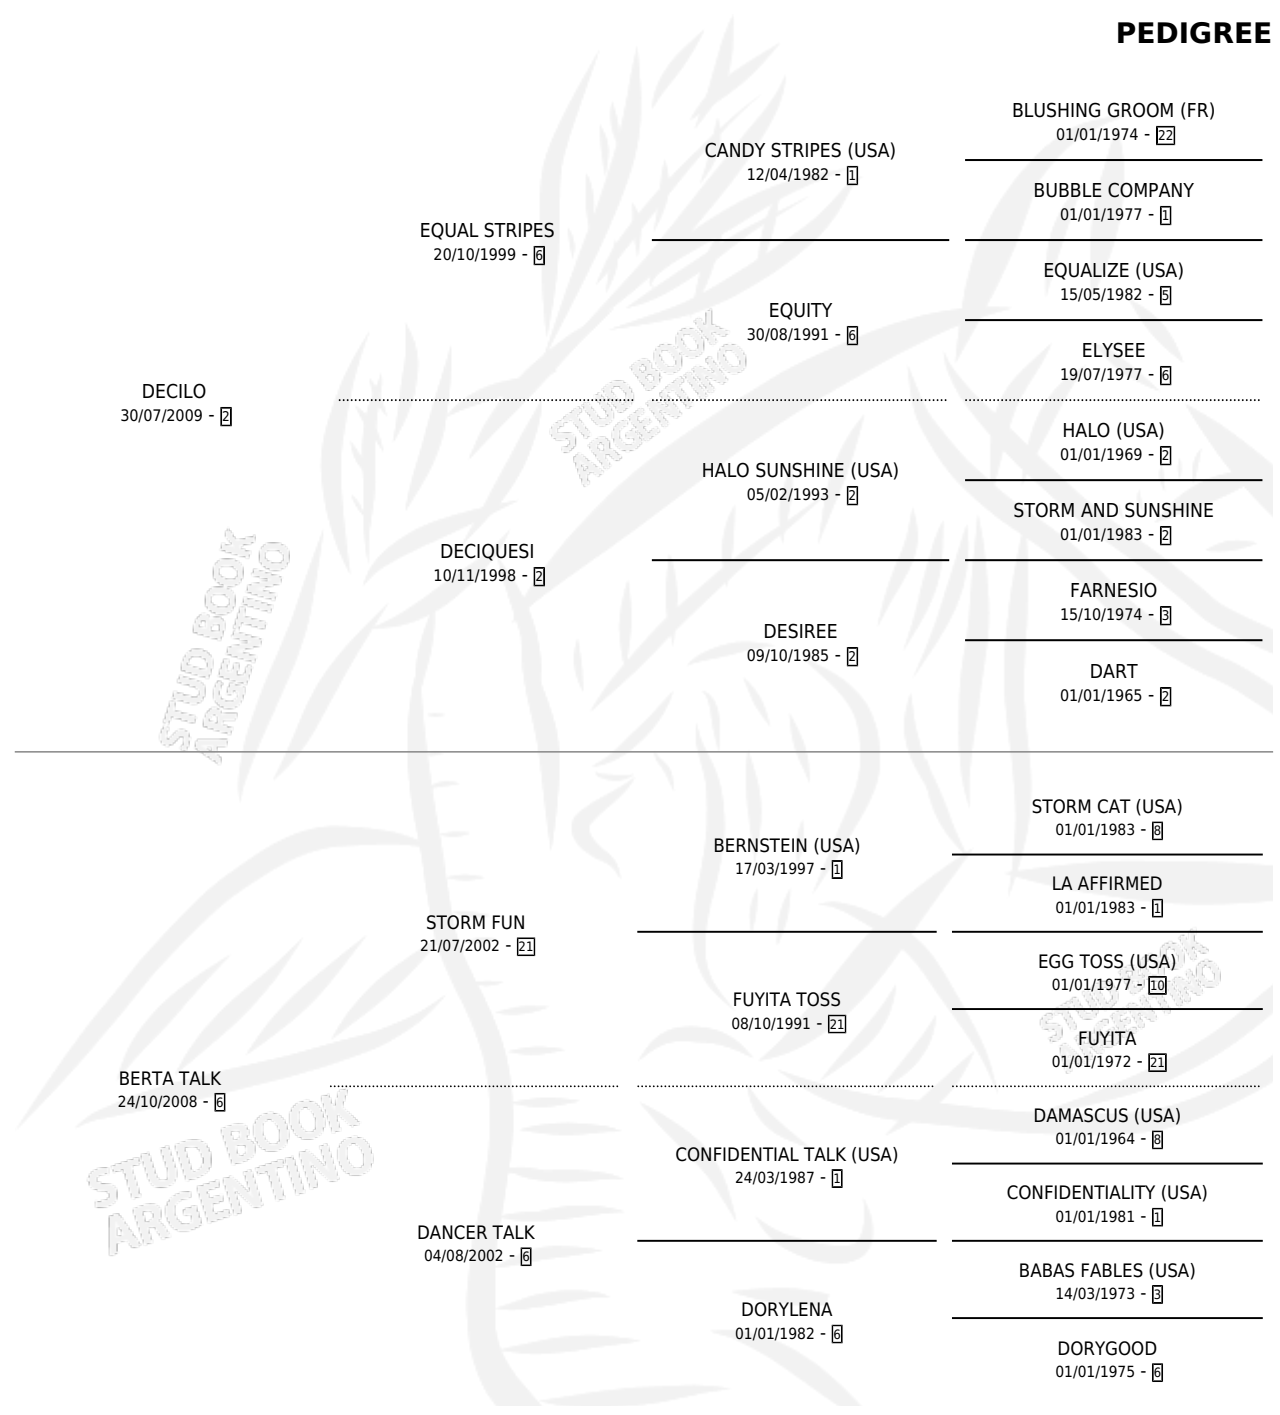 PEDIGREE
BLUSHING GROOM (FR)
01/01/1974 - 22
CANDY STRIPES (USA)
12/04/1982 - 1
BUBBLE COMPANY
01/01/1977 - 1
EQUAL STRIPES
20/10/1999 - 6
EQUALIZE (USA)
15/05/1982 - 5
EQUITY
30/08/1991 - 6
ELYSEE
19/07/1977 - 6
DECILO
30/07/2009 - 2
HALO (USA)
01/01/1969 - 2
HALO SUNSHINE (USA)
05/02/1993 - 2
STORM AND SUNSHINE
01/01/1983 - 2
DECIQUESI
10/11/1998 - 2
FARNESIO
15/10/1974 - 3
DESIREE
09/10/1985 - 2
DART
01/01/1965 - 2
STORM CAT (USA)
01/01/1983 - 8
BERNSTEIN (USA)
17/03/1997 - 1
LA AFFIRMED
01/01/1983 - 1
STORM FUN
21/07/2002 - 21
EGG TOSS (USA)
01/01/1977 - 10
FUYITA TOSS
08/10/1991 - 21
FUYITA
01/01/1972 - 21
BERTA TALK
24/10/2008 - 6
DAMASCUS (USA)
01/01/1964 - 8
CONFIDENTIAL TALK (USA)
24/03/1987 - 1
CONFIDENTIALITY (USA)
01/01/1981 - 1
DANCER TALK
04/08/2002 - 6
BABAS FABLES (USA)
14/03/1973 - 3
DORYLENA
01/01/1982 - 6
DORYGOOD
01/01/1975 - 6
STUD BOOK
ARGENTINO
STUD BOOK
ARGENTINO
STUD BOOK
ARGENTINO
STUD BOOK
ARGENTINO